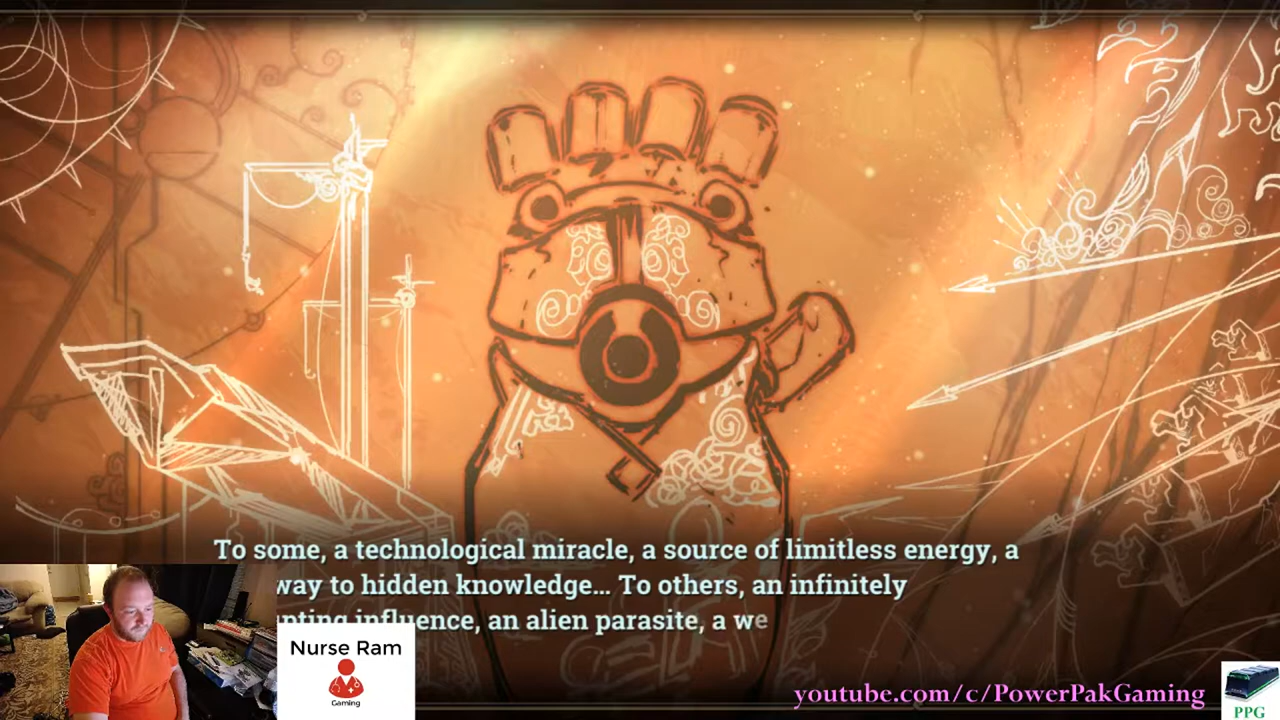 To some, a technological miracle, a source of limitless energy, a
way to hidden knowledge... To others, an infinitely
influence, an alien parasite, a we
Nurse Ram
Gaming
youtube.com/c/PowerPakGaming
PPG